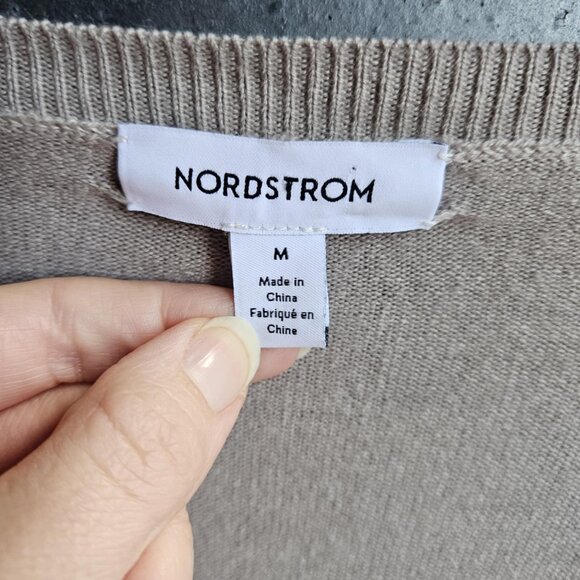 NORDSTROM
M
Made in
China
Fabriqué en
Chine